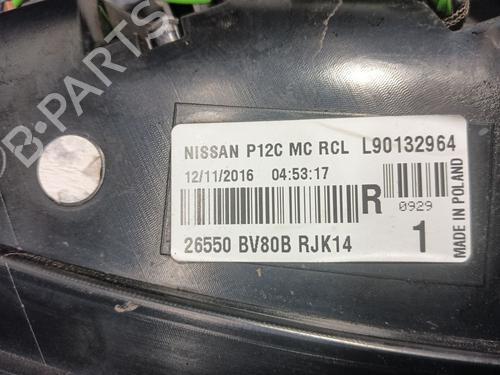 B-PARTS
NISSAN P12C MC RCL L90132964
12/11/2016 04:53:17
R
0929
26550 BV80B RJK14
1
MADE IN POLAND